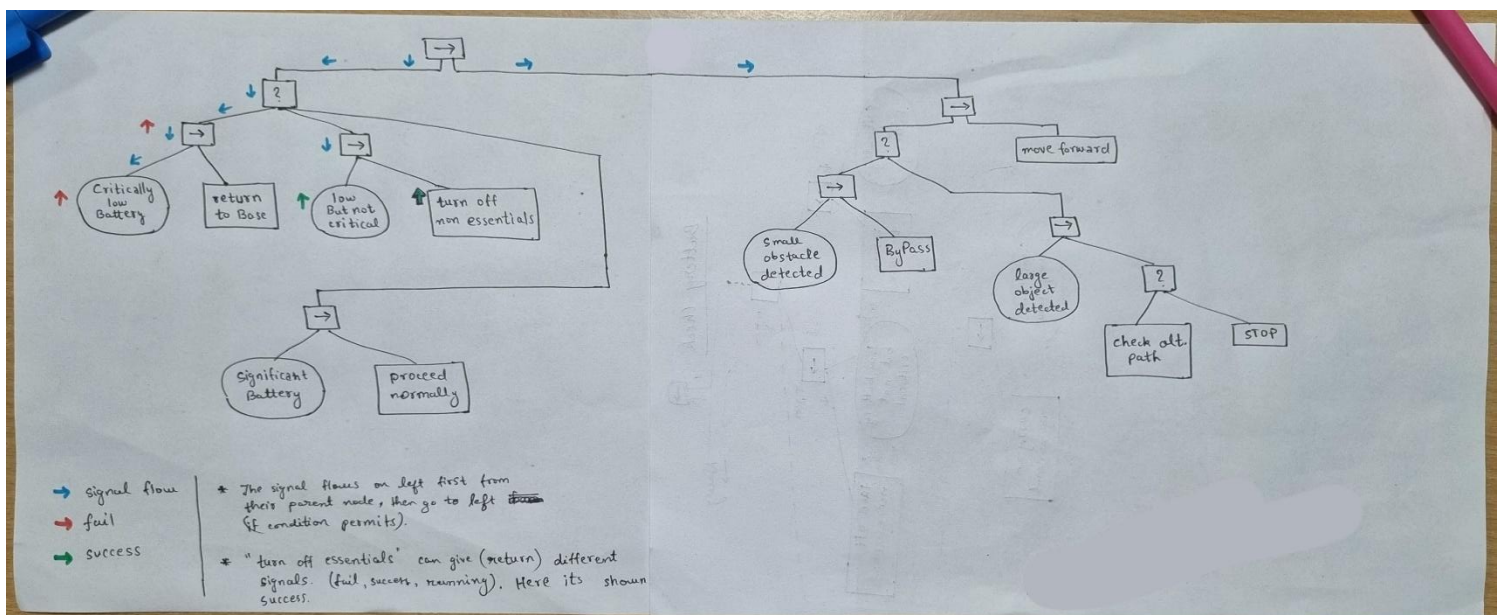 →
?
→
→
Critically
low
Battery
return
to Base
low
But not
critical
turn off
non essentials
→
Significant
Battery
proceed
normally
→
?
move forward
→
Small
obstacle
detected
ByPass
→
large
object
detected
?
check alt.
path
STOP
→ signal flow
→ fail
→ success
* The signal flows on left first from
their parent node, then go to left
(if condition permits).
* "turn off essentials" can give (return) different
signals. (fail, success, running). Here its shown
success.